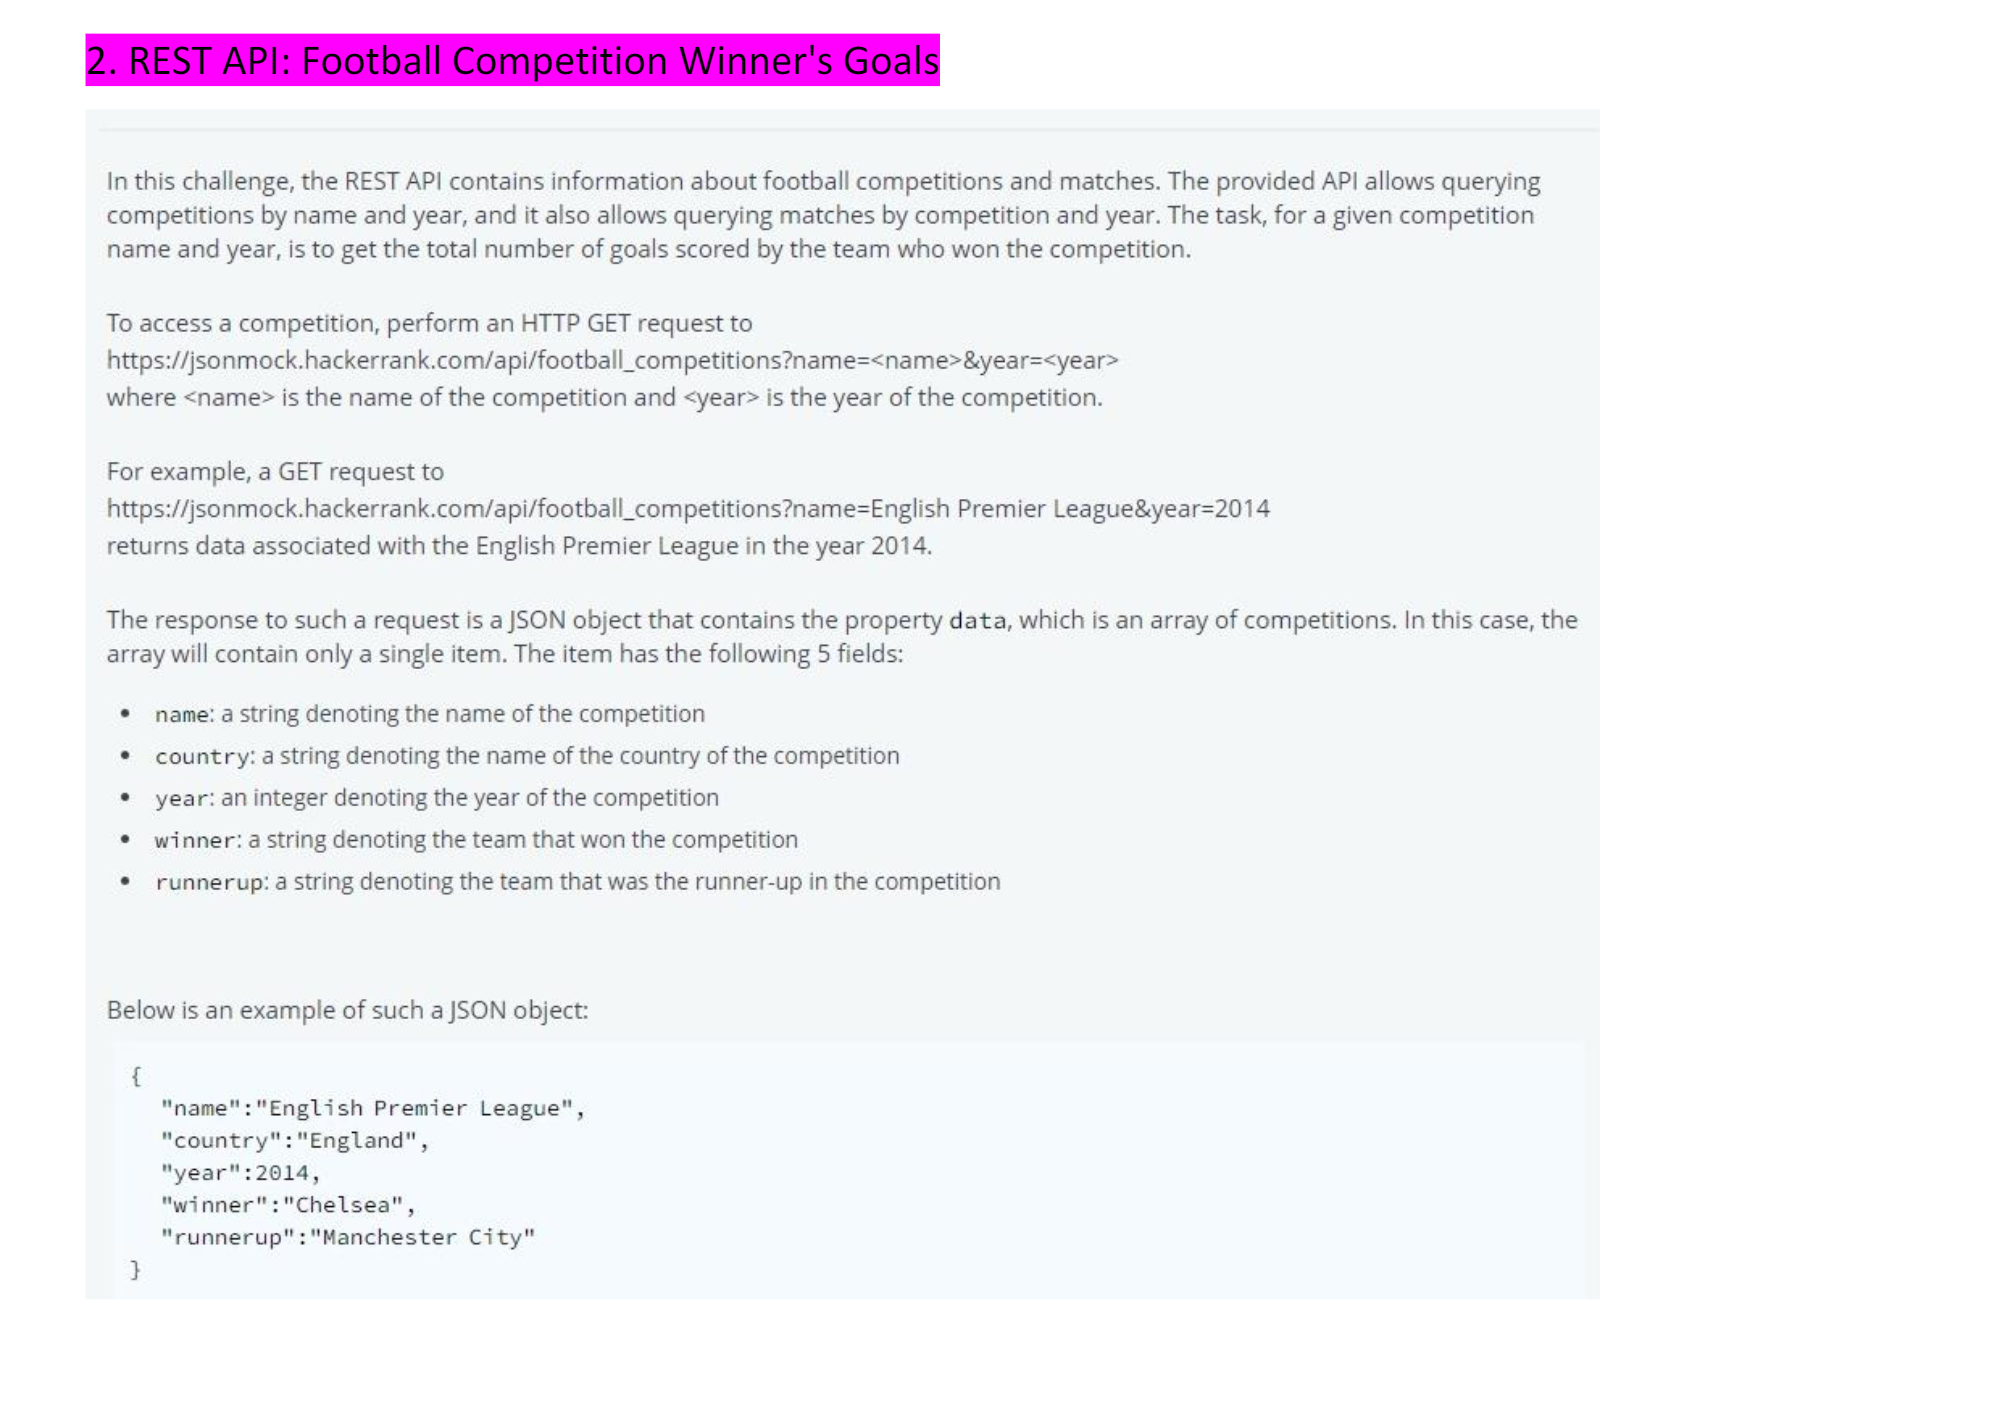 2. REST API: Football Competition Winner's Goals
In this challenge, the REST API contains information about football competitions and matches. The provided API allows querying
competitions by name and year, and it also allows querying matches by competition and year. The task, for a given competition
name and year, is to get the total number of goals scored by the team who won the competition.
To access a competition, perform an HTTP GET request to
https://jsonmock.hackerrank.com/api/football_competitions?name=<name>&year=<year>
where <name> is the name of the competition and <year> is the year of the competition.
For example, a GET request to
https://jsonmock.hackerrank.com/api/football_competitions?name=English Premier League&year=2014
returns data associated with the English Premier League in the year 2014.
The response to such a request is a JSON object that contains the property data, which is an array of competitions. In this case, the
array will contain only a single item. The item has the following 5 fields:
• name: a string denoting the name of the competition
• country: a string denoting the name of the country of the competition
• year: an integer denoting the year of the competition
• winner: a string denoting the team that won the competition
• runnerup: a string denoting the team that was the runner-up in the competition
Below is an example of such a JSON object:
{
"name":"English Premier League",
"country":"England",
"year":2014,
"winner":"Chelsea",
"runnerup":"Manchester City"
}